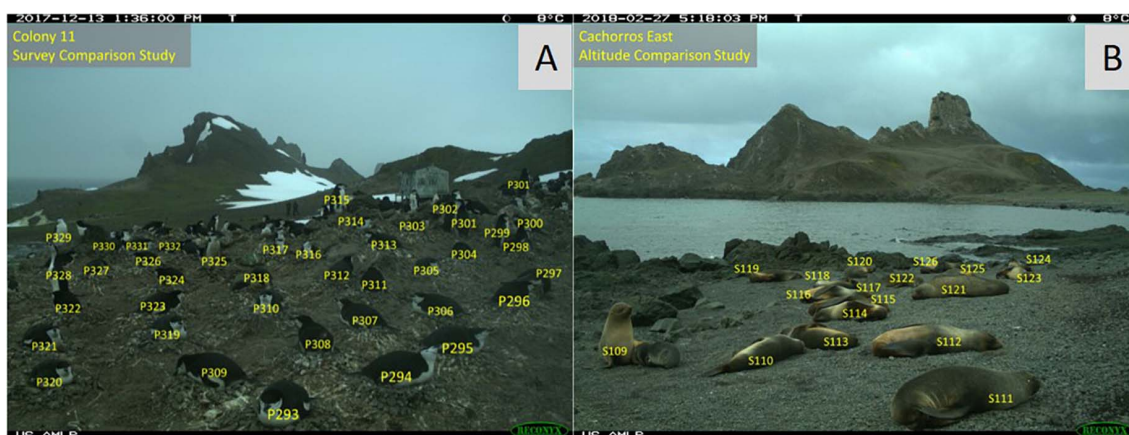 2017-12-13 1:36:00 PM T 8°C
Colony 11
Survey Comparison Study
A
P301
P315
P302
P314
P303
P301
P300
P299
P329
P330
P331
P332
P317
P316
P313
P298
P304
P326
P325
P328
P327
P324
P318
P312
P311
P305
P297
P322
P323
P310
P306
P296
P307
P319
P321
P308
P295
P320
P309
P294
P293
RECONYX
2018-02-27 5:18:03 PM T 8°C
Cachorros East
Altitude Comparison Study
B
S119
S118
S120
S126
S125
S124
S122
S123
S117
S116
S115
S121
S114
S109
S113
S112
S110
S111
US AMLR
RECONYX